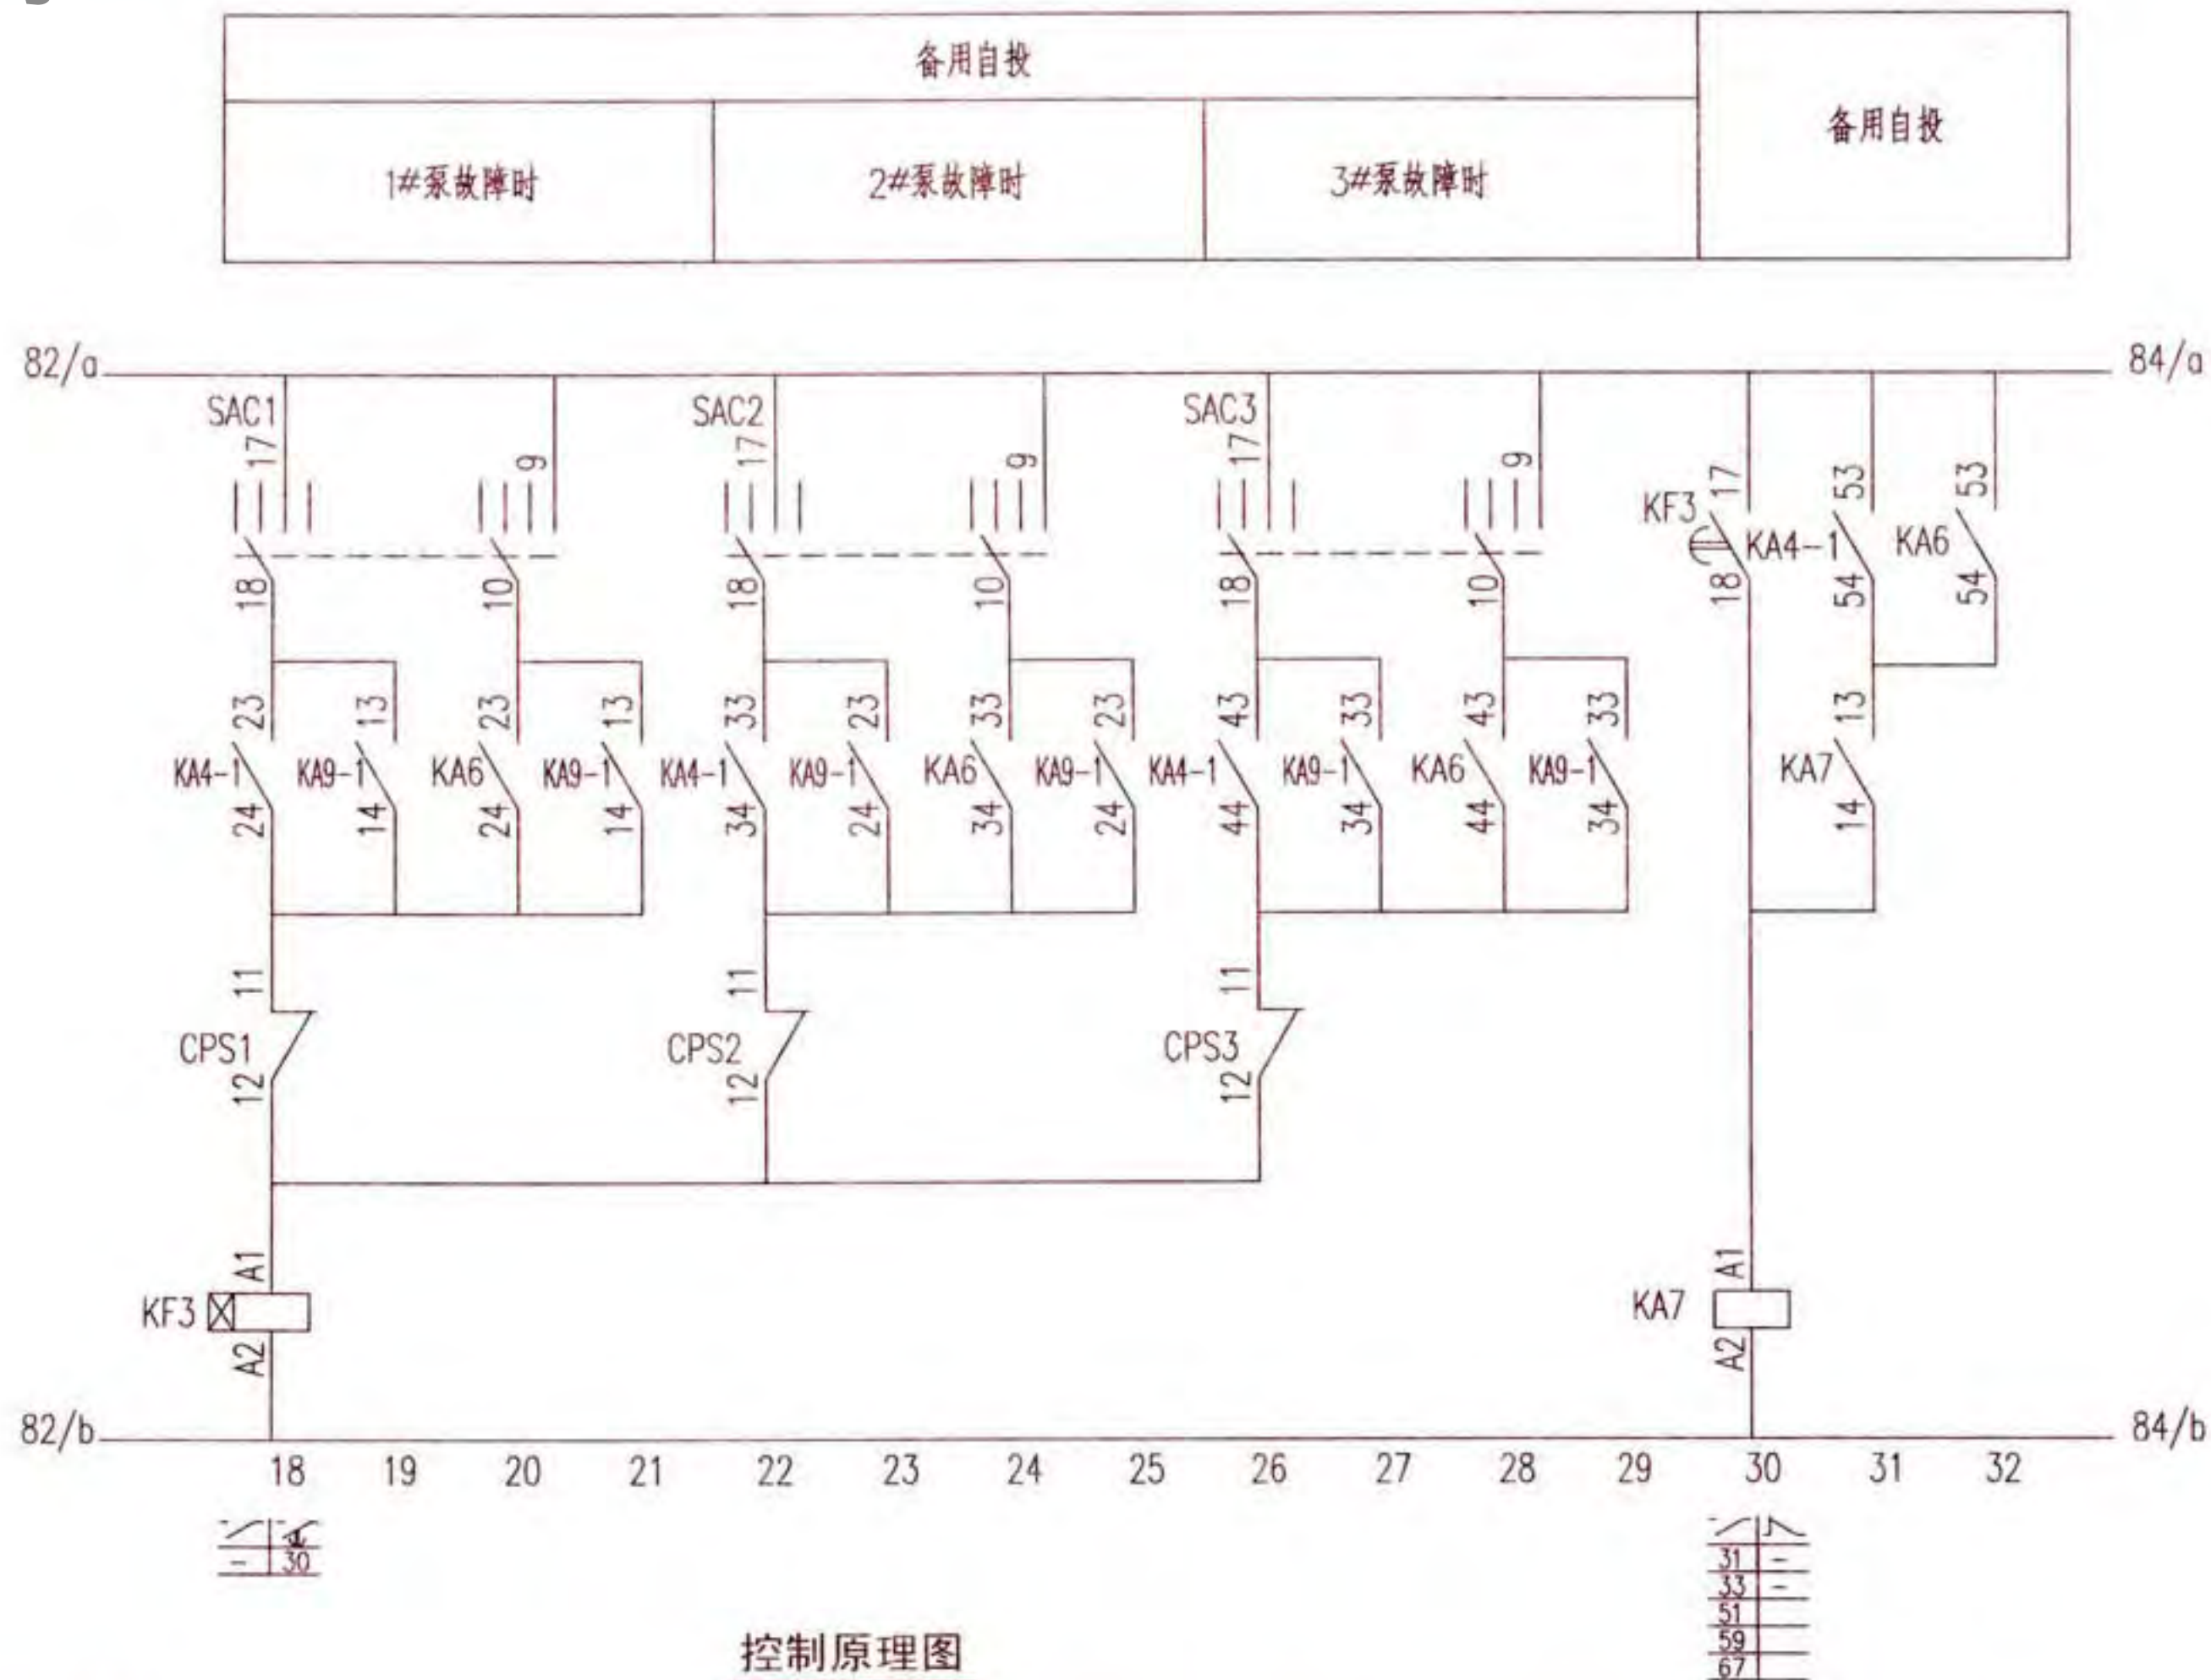 备用自投
备用自投
1#泵故障时 2#泵故障时 3#泵故障时
82/a 84/a
SAC1 SAC2 SAC3
17 9 17 9 17 9 17 53 53
KF3 KA4-1 KA6
18 10 18 10 18 10 18 54 54
23 13 23 13 33 23 33 23 43 33 43 33 13
KA4-1 KA9-1 KA6 KA9-1 KA4-1 KA9-1 KA6 KA9-1 KA4-1 KA9-1 KA6 KA9-1 KA7
24 14 24 14 34 24 34 24 44 34 44 34 14
11 11 11
CPS1 CPS2 CPS3
12 12 12
A1 A1
KF3 KA7
A2 A2
82/b 84/b
18 19 20 21 22 23 24 25 26 27 28 29 30 31 32
- 30
31 -
33 -
51
59
67
控制原理图